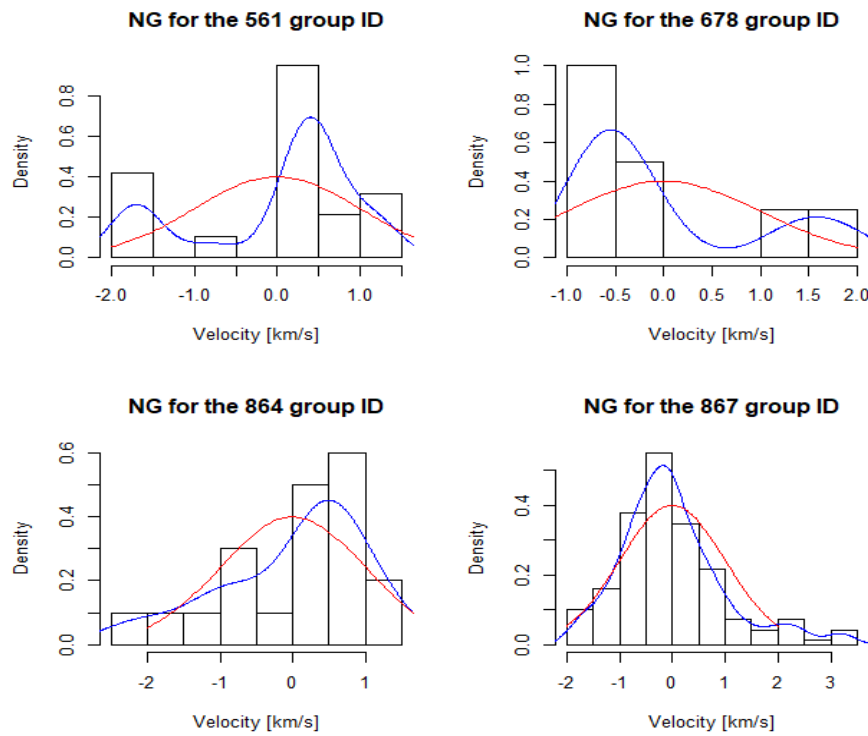 NG for the 561 group ID
Density
0.0 0.2 0.4 0.6 0.8
-2.0 -1.0 0.0 1.0
Velocity [km/s]
NG for the 678 group ID
Density
0.0 0.2 0.4 0.6 0.8 1.0
-1.0 -0.5 0.0 0.5 1.0 1.5 2.0
Velocity [km/s]
NG for the 864 group ID
Density
0.0 0.2 0.4 0.6
-2 -1 0 1
Velocity [km/s]
NG for the 867 group ID
Density
0.0 0.2 0.4
-2 -1 0 1 2 3
Velocity [km/s]